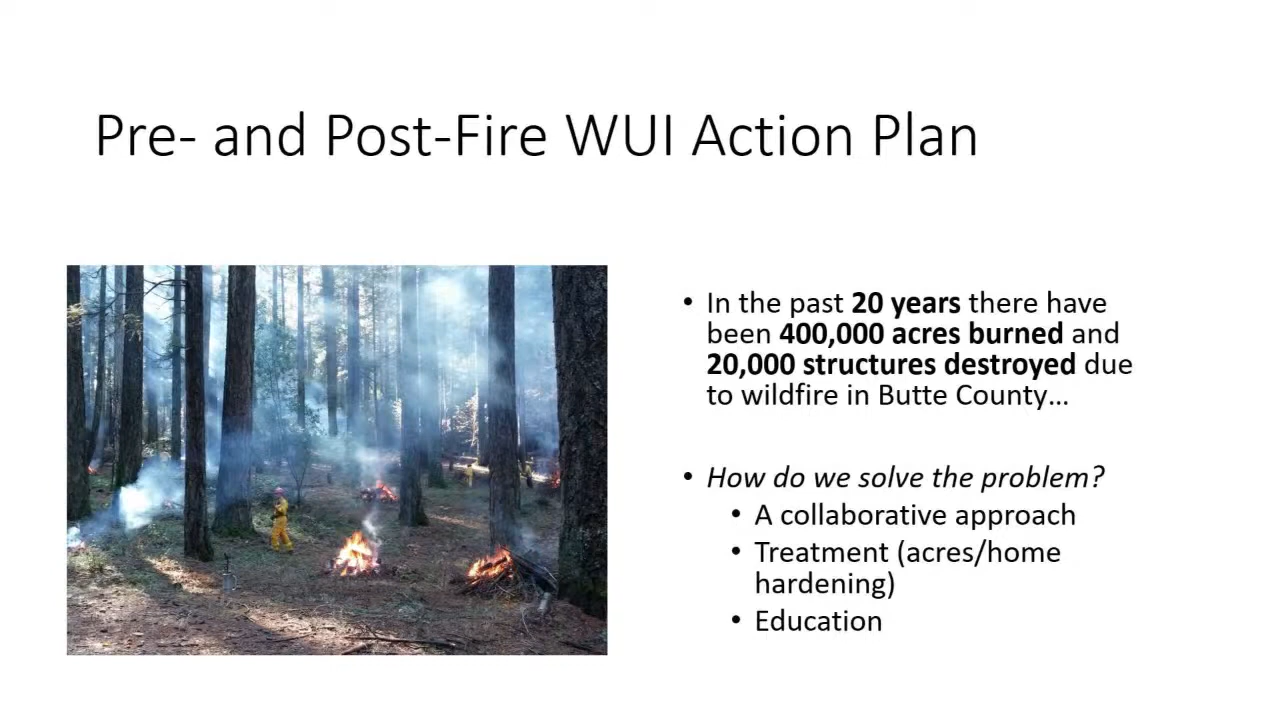 Pre- and Post-Fire WUI Action Plan
• In the past 20 years there have
been 400,000 acres burned and
20,000 structures destroyed due
to wildfire in Butte County…
• How do we solve the problem?
• A collaborative approach
• Treatment (acres/home
hardening)
• Education